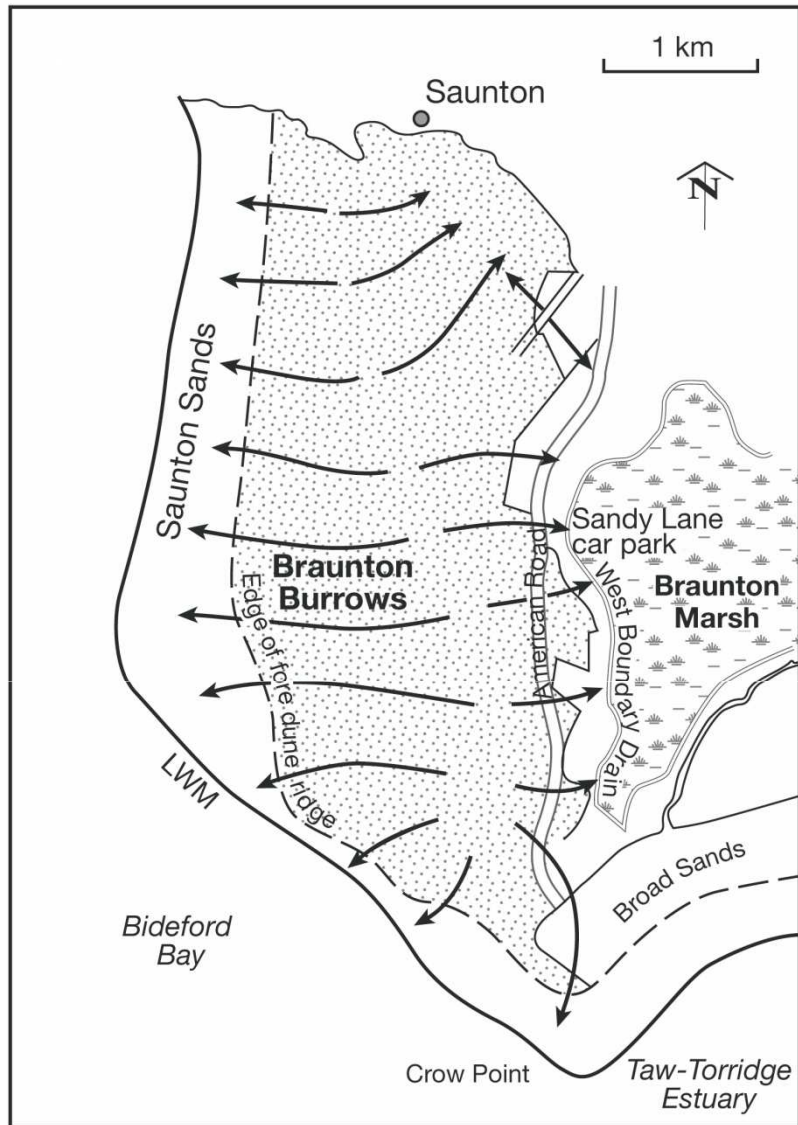 1 km
Saunton
N
Saunton Sands
Sandy Lane
car park
American Road
Braunton
Burrows
West Boundary Drain
Braunton
Marsh
Edge of fore dune ridge
LWM
Broad Sands
Bideford
Bay
Crow Point
Taw-Torridge
Estuary